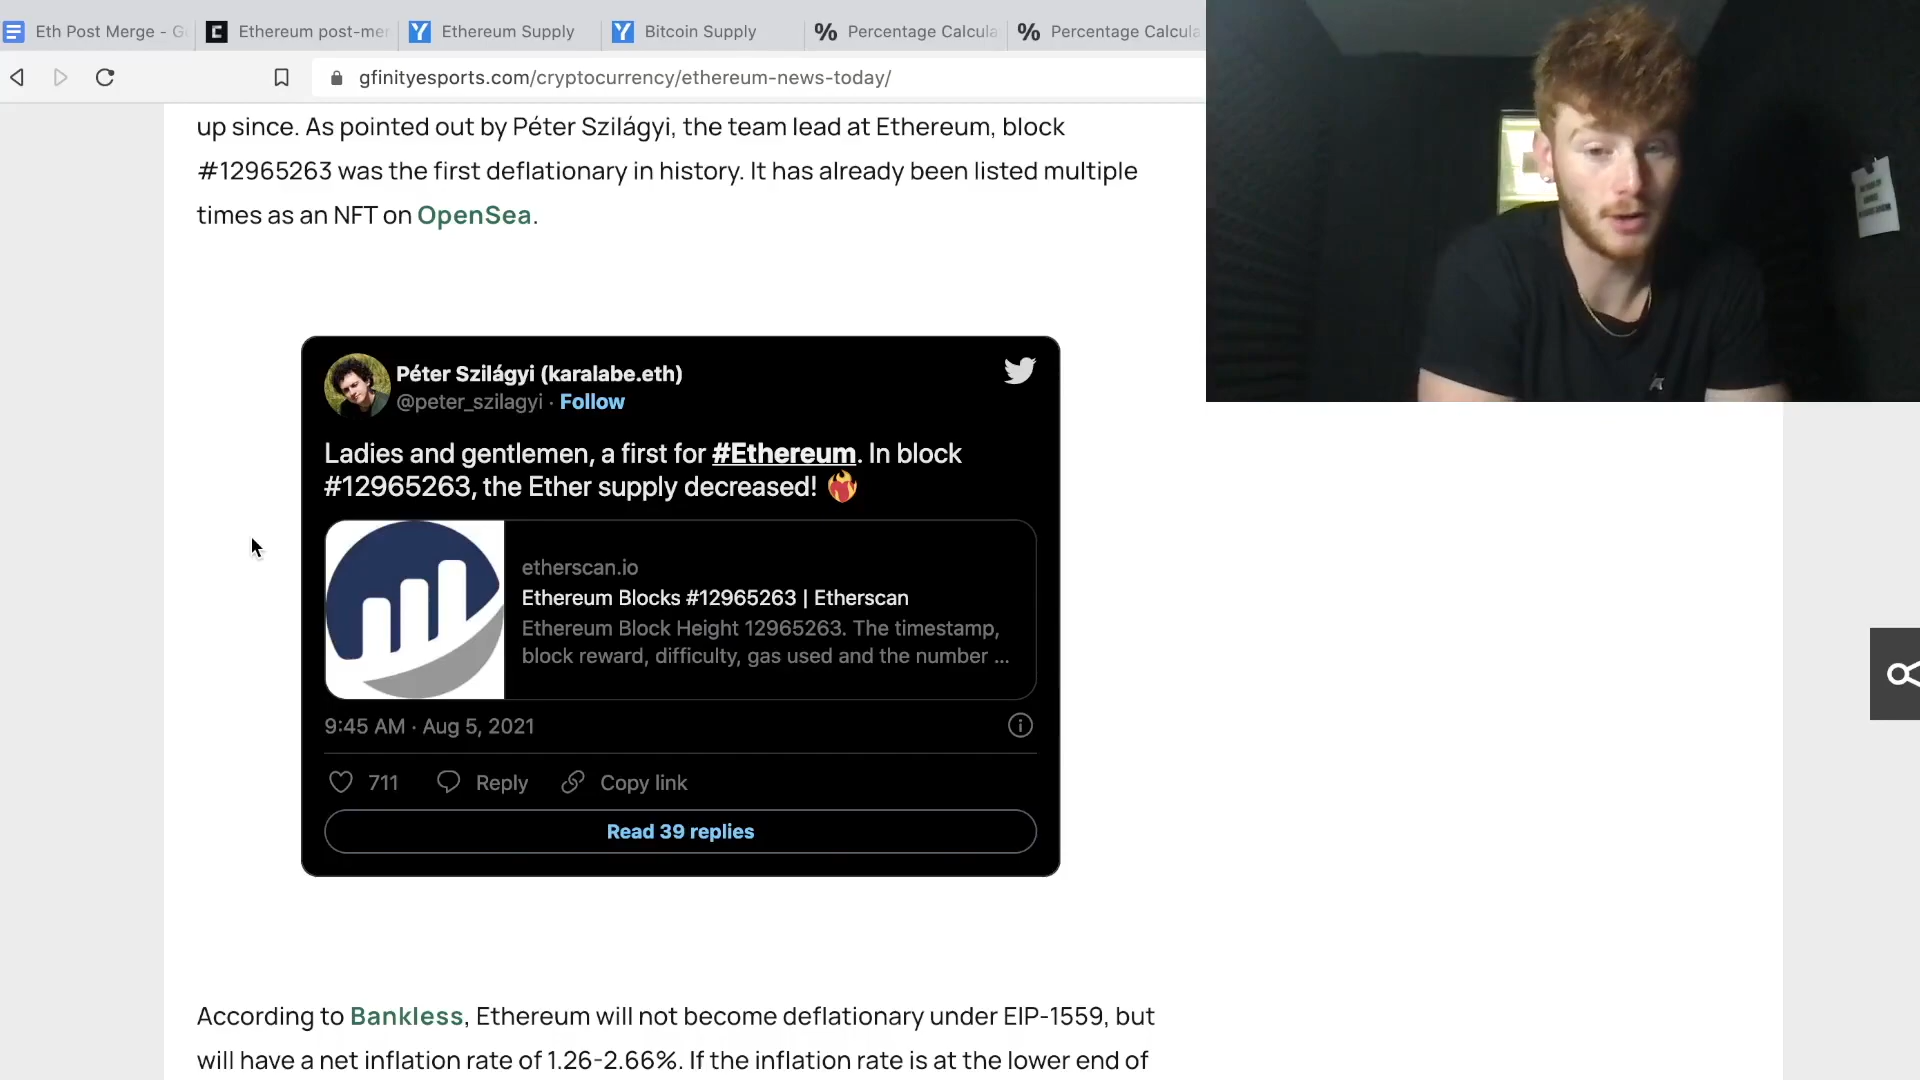 Eth Post Merge - G
Ethereum post-mer
Ethereum Supply
Bitcoin Supply
% Percentage Calcula
% Percentage Calcula
gfinityesports.com/cryptocurrency/ethereum-news-today/
up since. As pointed out by Péter Szilágyi, the team lead at Ethereum, block
#12965263 was the first deflationary in history. It has already been listed multiple
times as an NFT on OpenSea.
Péter Szilágyi (karalabe.eth)
@peter_szilagyi · Follow
Ladies and gentlemen, a first for #Ethereum. In block
#12965263, the Ether supply decreased!
etherscan.io
Ethereum Blocks #12965263 | Etherscan
Ethereum Block Height 12965263. The timestamp,
block reward, difficulty, gas used and the number ...
9:45 AM · Aug 5, 2021
711 Reply Copy link
Read 39 replies
According to Bankless, Ethereum will not become deflationary under EIP-1559, but
will have a net inflation rate of 1.26-2.66%. If the inflation rate is at the lower end of